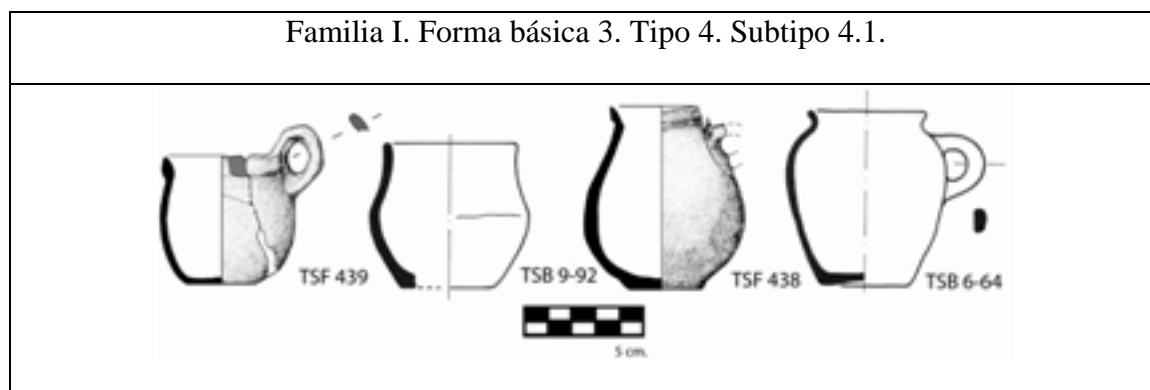 Familia I. Forma básica 3. Tipo 4. Subtipo 4.1.
TSF 439
TSB 9-92
TSF 438
TSB 6-64
5 cm.